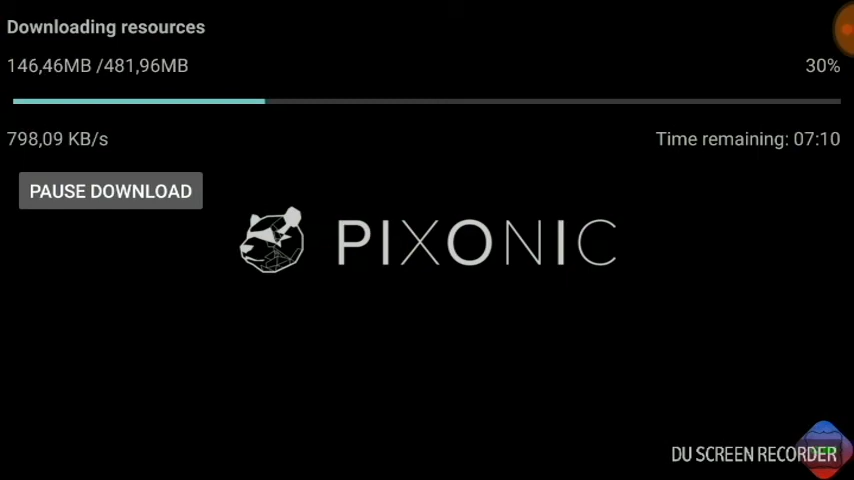 Downloading resources
146,46MB /481,96MB 30%
798,09 KB/s Time remaining: 07:10
PAUSE DOWNLOAD
PIXONIC
DU SCREEN RECORDER